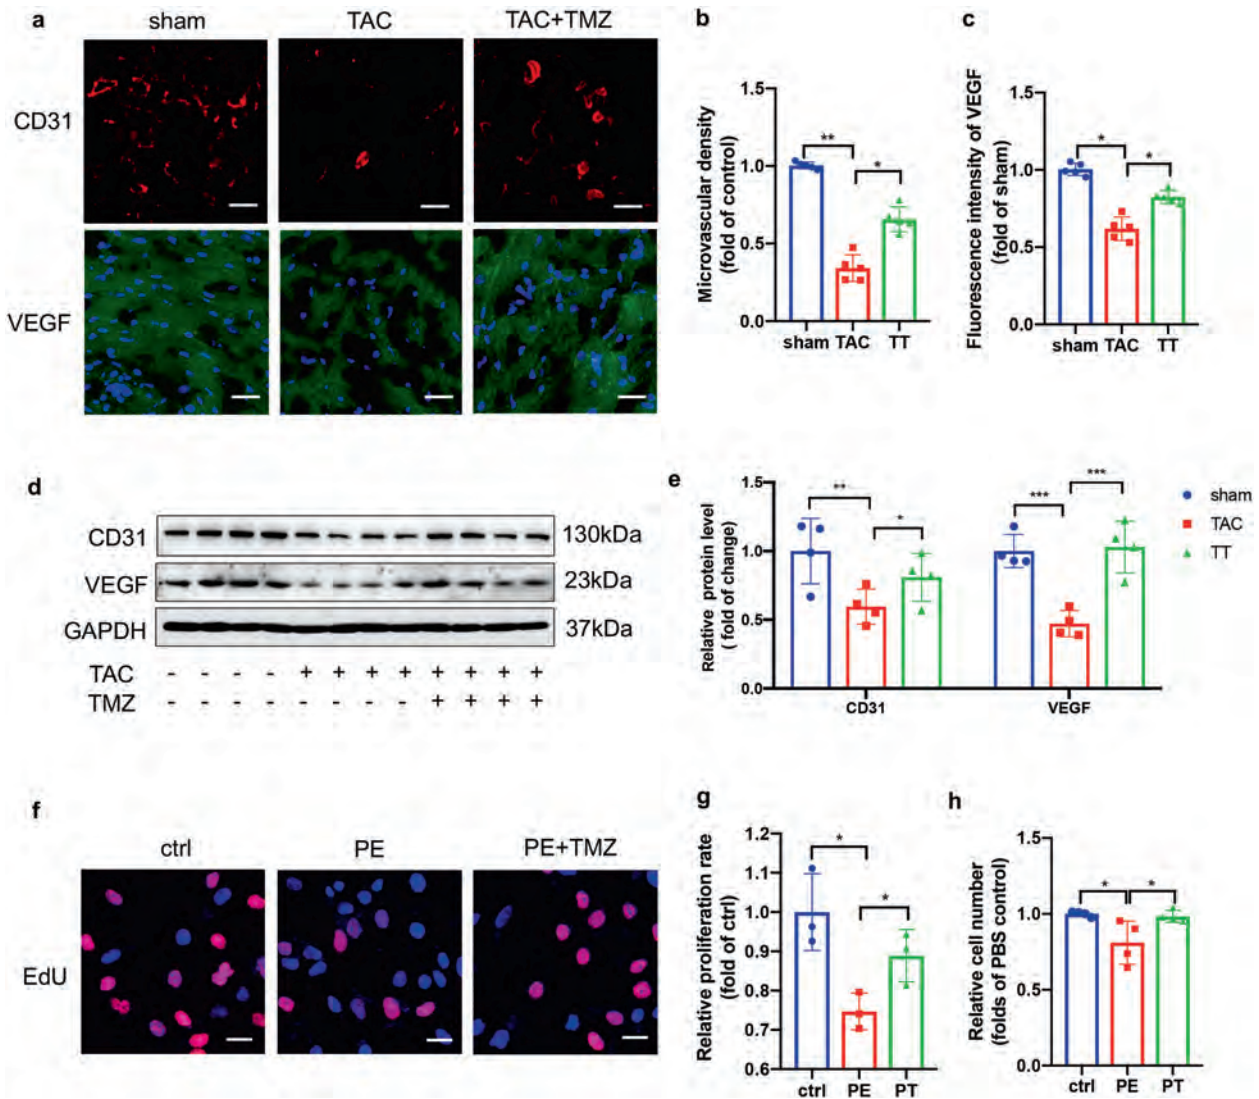 a
sham TAC TAC+TMZ
CD31
VEGF
b
Microvascular density
(fold of control)
1.5
1.0
0.5
0.0
** *
sham TAC TT
c
Fluorescence intensity of VEGF
(fold of sham)
1.5
1.0
0.5
0.0
* *
sham TAC TT
d
CD31 130kDa
VEGF 23kDa
GAPDH 37kDa
TAC - - - - + + + + + + + +
TMZ - - - - - - - - + + + +
e
Relative protein level
( fold of change)
1.5
1.0
0.5
0.0
** * *** ***
CD31 VEGF
sham
TAC
TT
f
ctrl PE PE+TMZ
EdU
g
Relative proliferation rate
(fold of ctrl)
1.2
1.1
1.0
0.9
0.8
0.7
0.6
* *
ctrl PE PT
h
Relative cell number
(folds of PBS control)
1.5
1.0
0.5
0.0
* *
ctrl PE PT